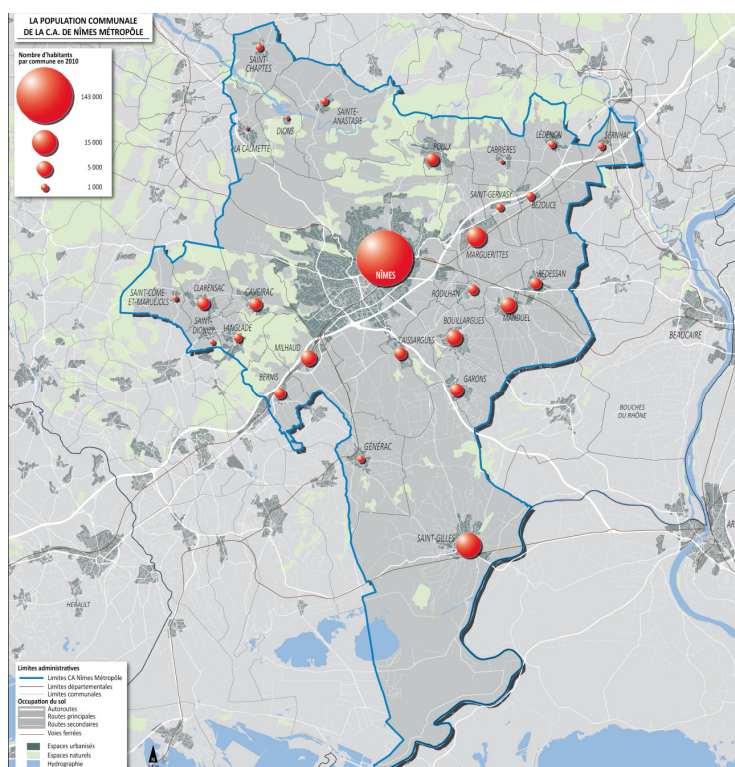 LA POPULATION COMMUNALE
DE LA C.A. DE NÎMES MÉTROPÔLE
Nombre d'habitants
par commune en 2010
143 000
15 000
5 000
1 000
SAINT-
CHAPTES
SAINTE-
ANASTASIE
DIONS
LA CALMETTE
POULX
CABRIÈRES
LÉDENON
SERNHAC
SAINT-GERVASY
BEZOUCE
MARGUERITTES
NÎMES
REDESSAN
RODILHAN
MANDUEL
BOUILLARGUES
SAINT-CÔME-
ET-MARUÉJOLS
CLARENSAC
CAVEIRAC
SAINT-
DIONISY
LANGLADE
MILHAUD
CAISSARGUES
BERNIS
GARONS
BEAUCAIRE
BOUCHES
DU RHÔNE
GÉNÉRAC
SAINT-GILLES
AR
HERAULT
Limites administratives
Limites CA Nîmes Métropôle
Limites départementales
Limites communales
Occupation du sol
Autoroutes
Routes principales
Routes secondaires
Voies ferrées
Espaces urbanisés
Espaces naturels
Hydrographie